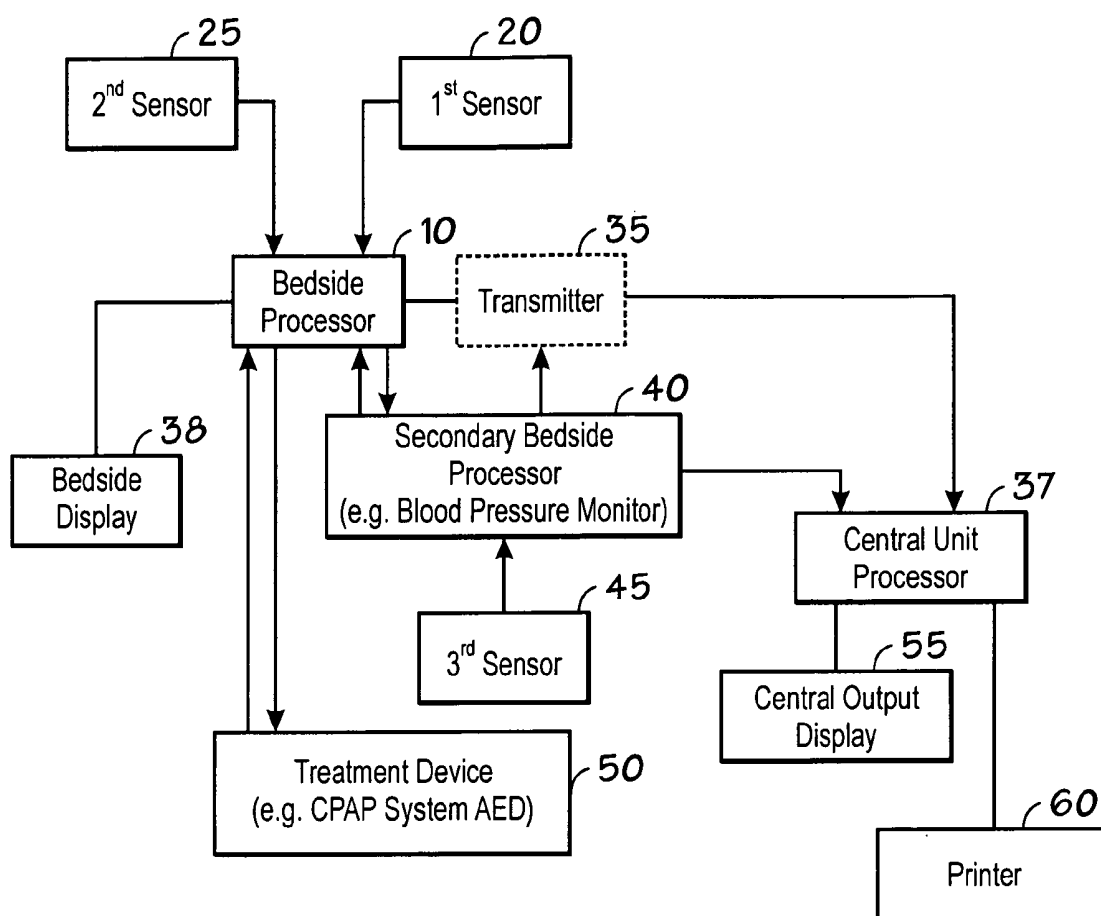 25
20
2nd Sensor
1st Sensor
10
35
Bedside
Processor
Transmitter
40
38
Secondary Bedside
Processor
(e.g. Blood Pressure Monitor)
Bedside
Display
37
Central Unit
Processor
45
3rd Sensor
55
Central Output
Display
50
Treatment Device
(e.g. CPAP System AED)
60
Printer